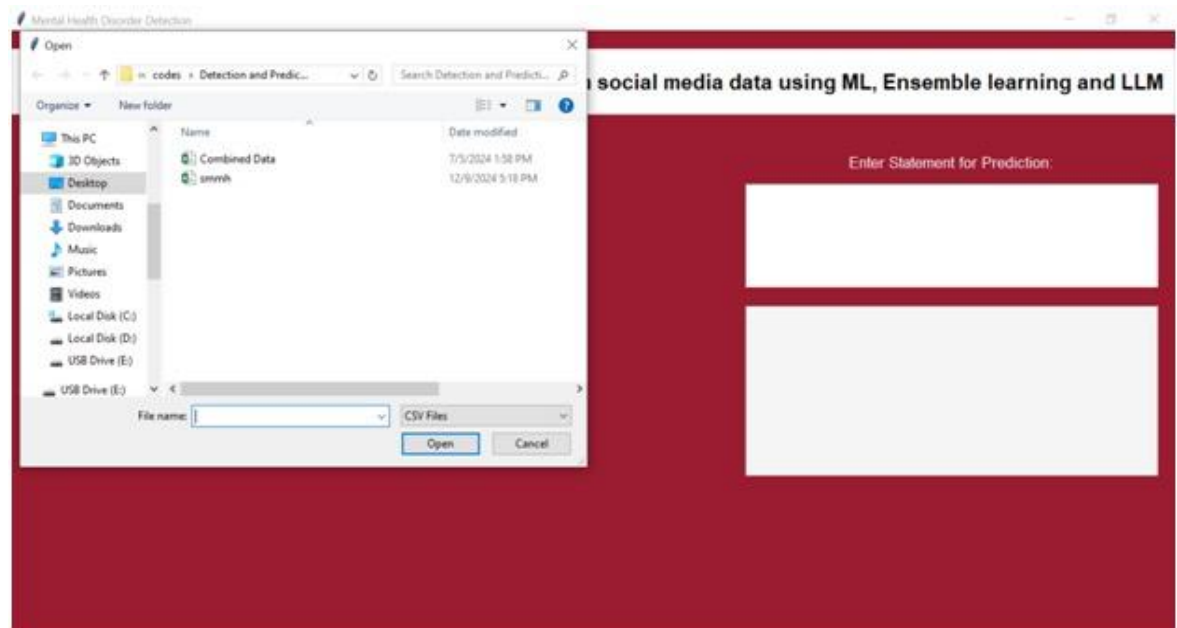 Mental Health Disorder Detection
Open
« codes › Detection and Predic...
Search Detection and Predicti...
Organize
New folder
Name
Date modified
This PC
3D Objects
Desktop
Documents
Downloads
Music
Pictures
Videos
Local Disk (C:)
Local Disk (D:)
USB Drive (E:)
USB Drive (E:)
Combined Data 7/5/2024 1:58 PM
smmh 12/9/2024 5:18 PM
File name:
CSV Files
Open
Cancel
social media data using ML, Ensemble learning and LLM
Enter Statement for Prediction: